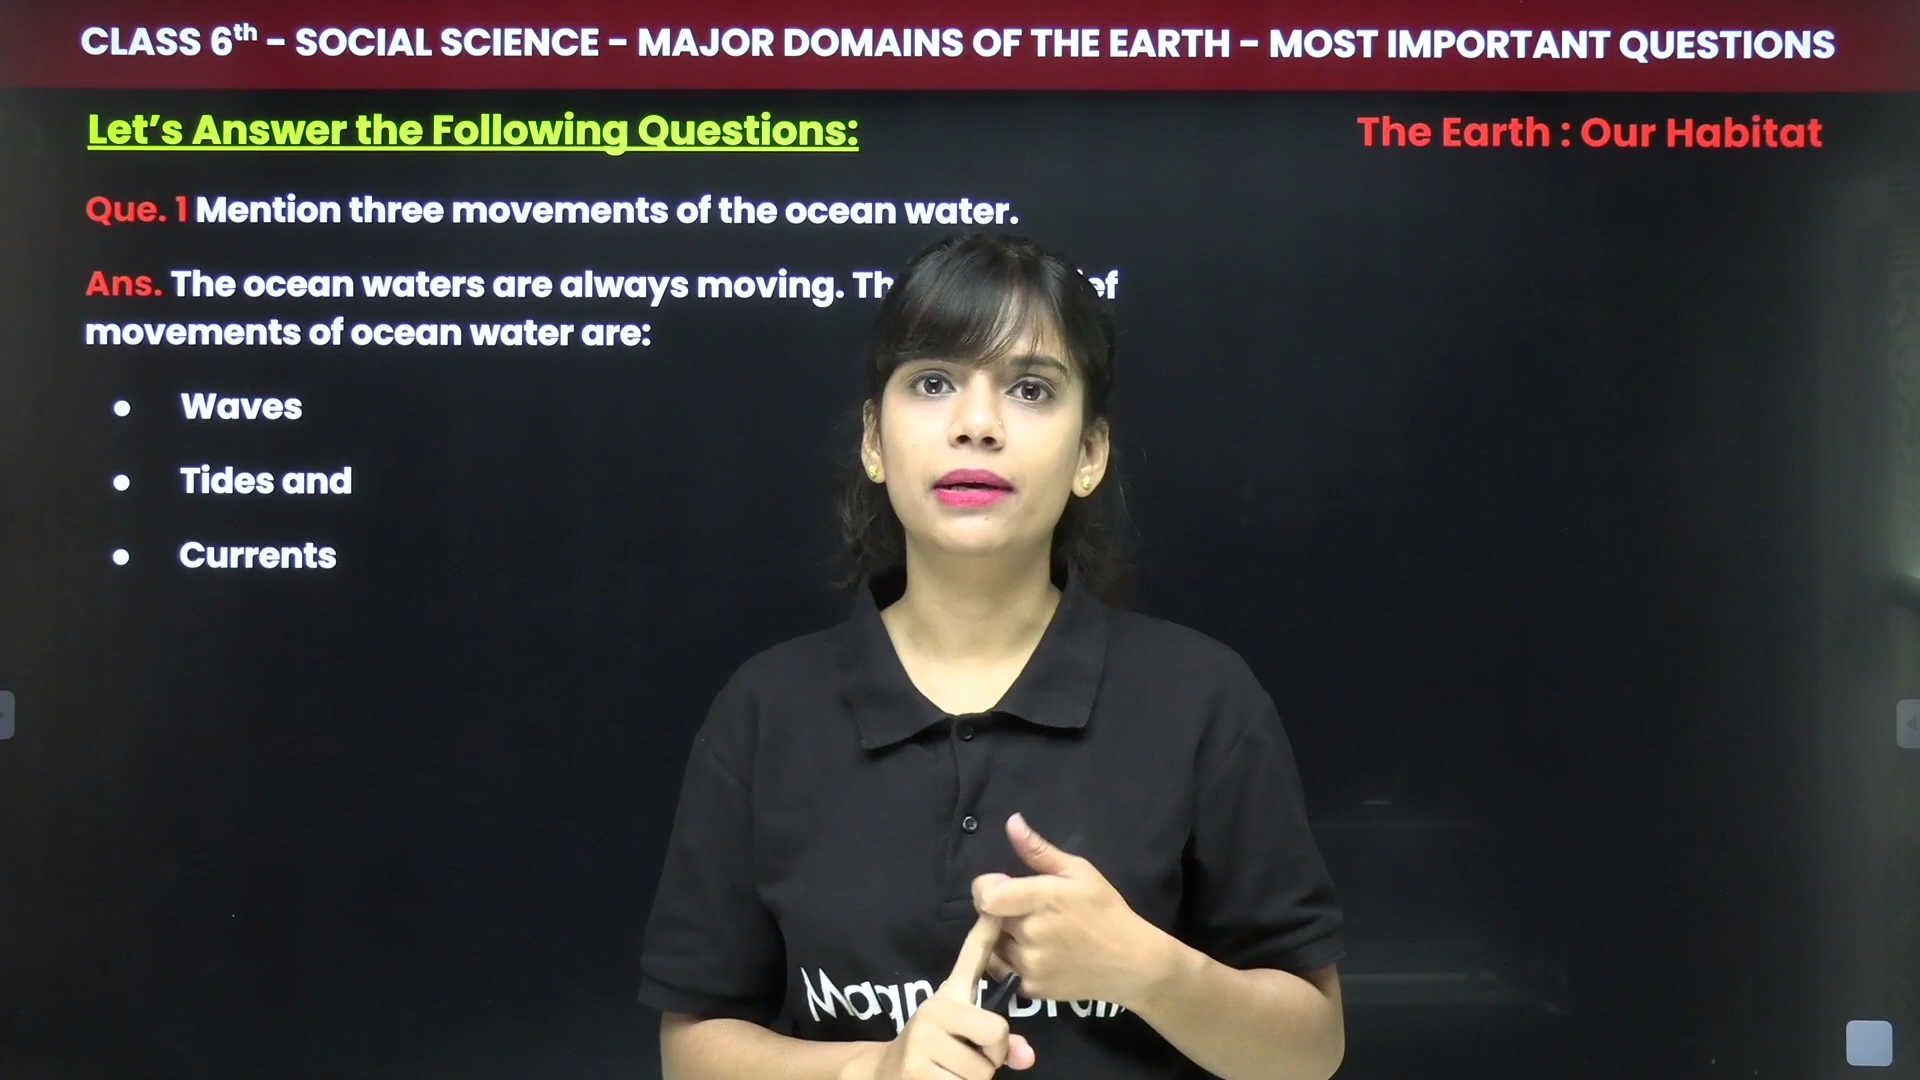 CLASS 6th - SOCIAL SCIENCE - MAJOR DOMAINS OF THE EARTH - MOST IMPORTANT QUESTIONS
Let's Answer the Following Questions:
The Earth : Our Habitat
Que. 1 Mention three movements of the ocean water.
Ans. The ocean waters are always moving.
movements of ocean water are:
• Waves
• Tides and
• Currents